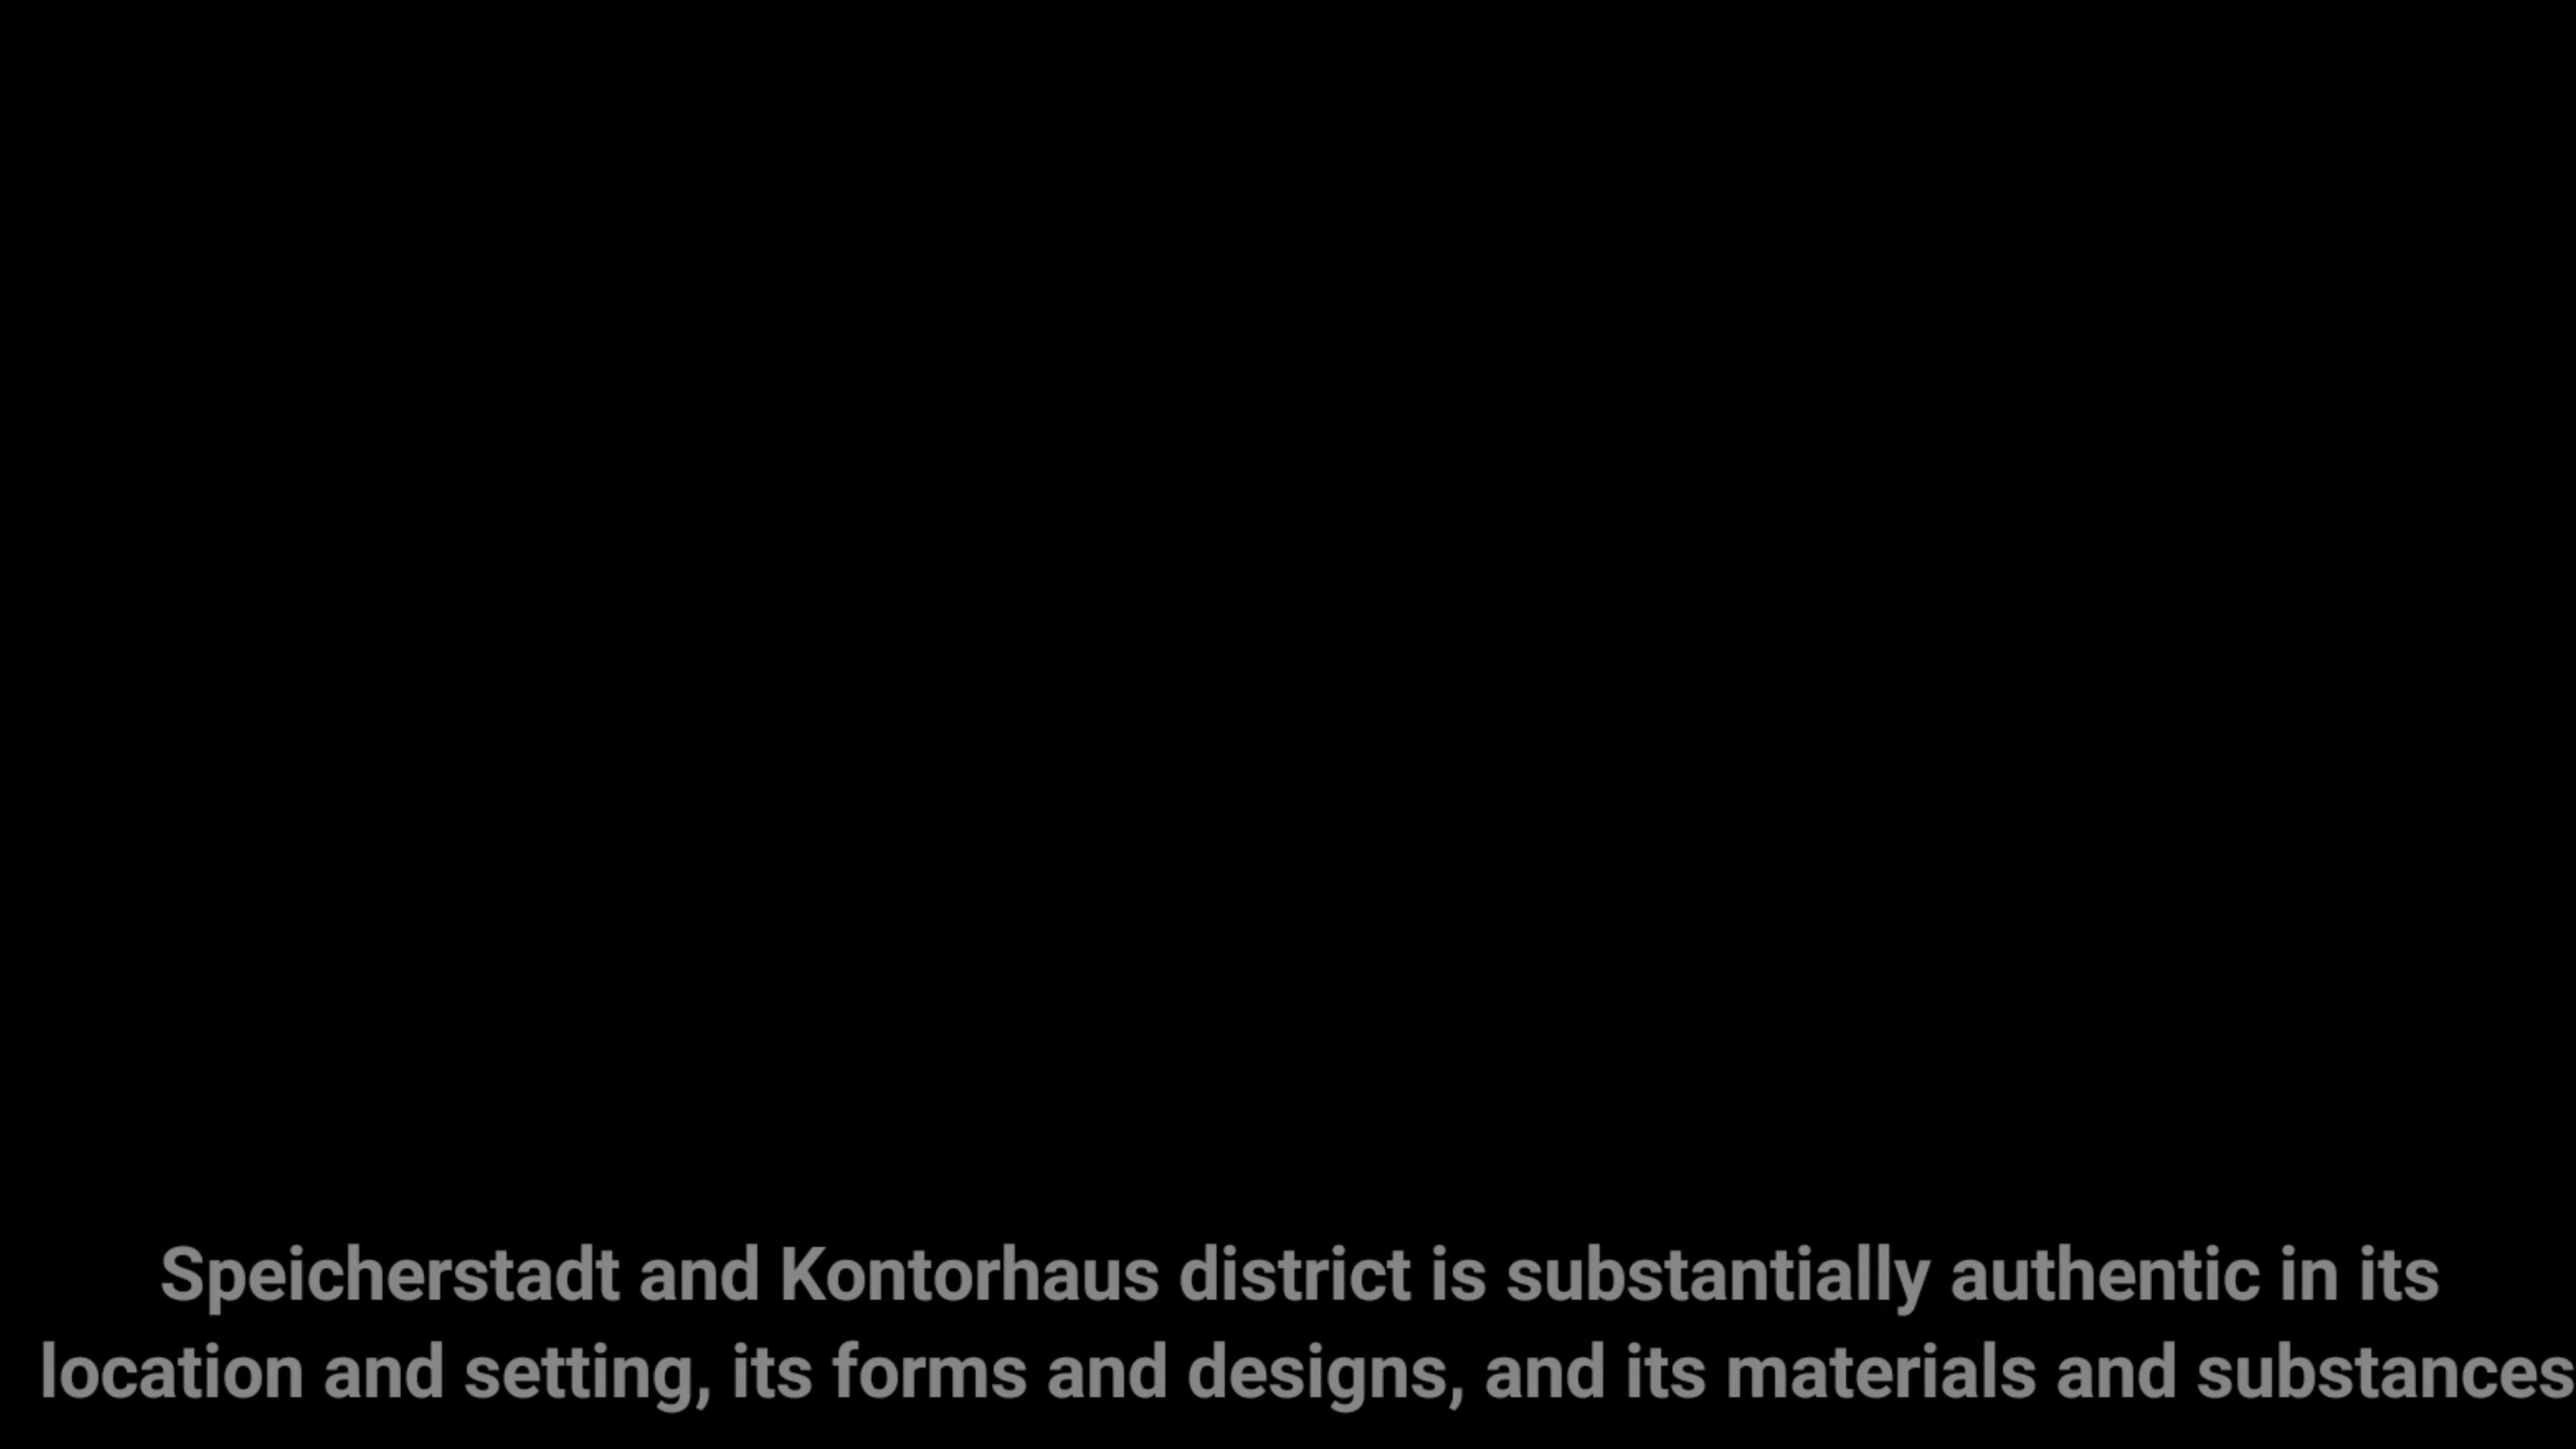 Speicherstadt and Kontorhaus district is substantially authentic in its
location and setting, its forms and designs, and its materials and substances